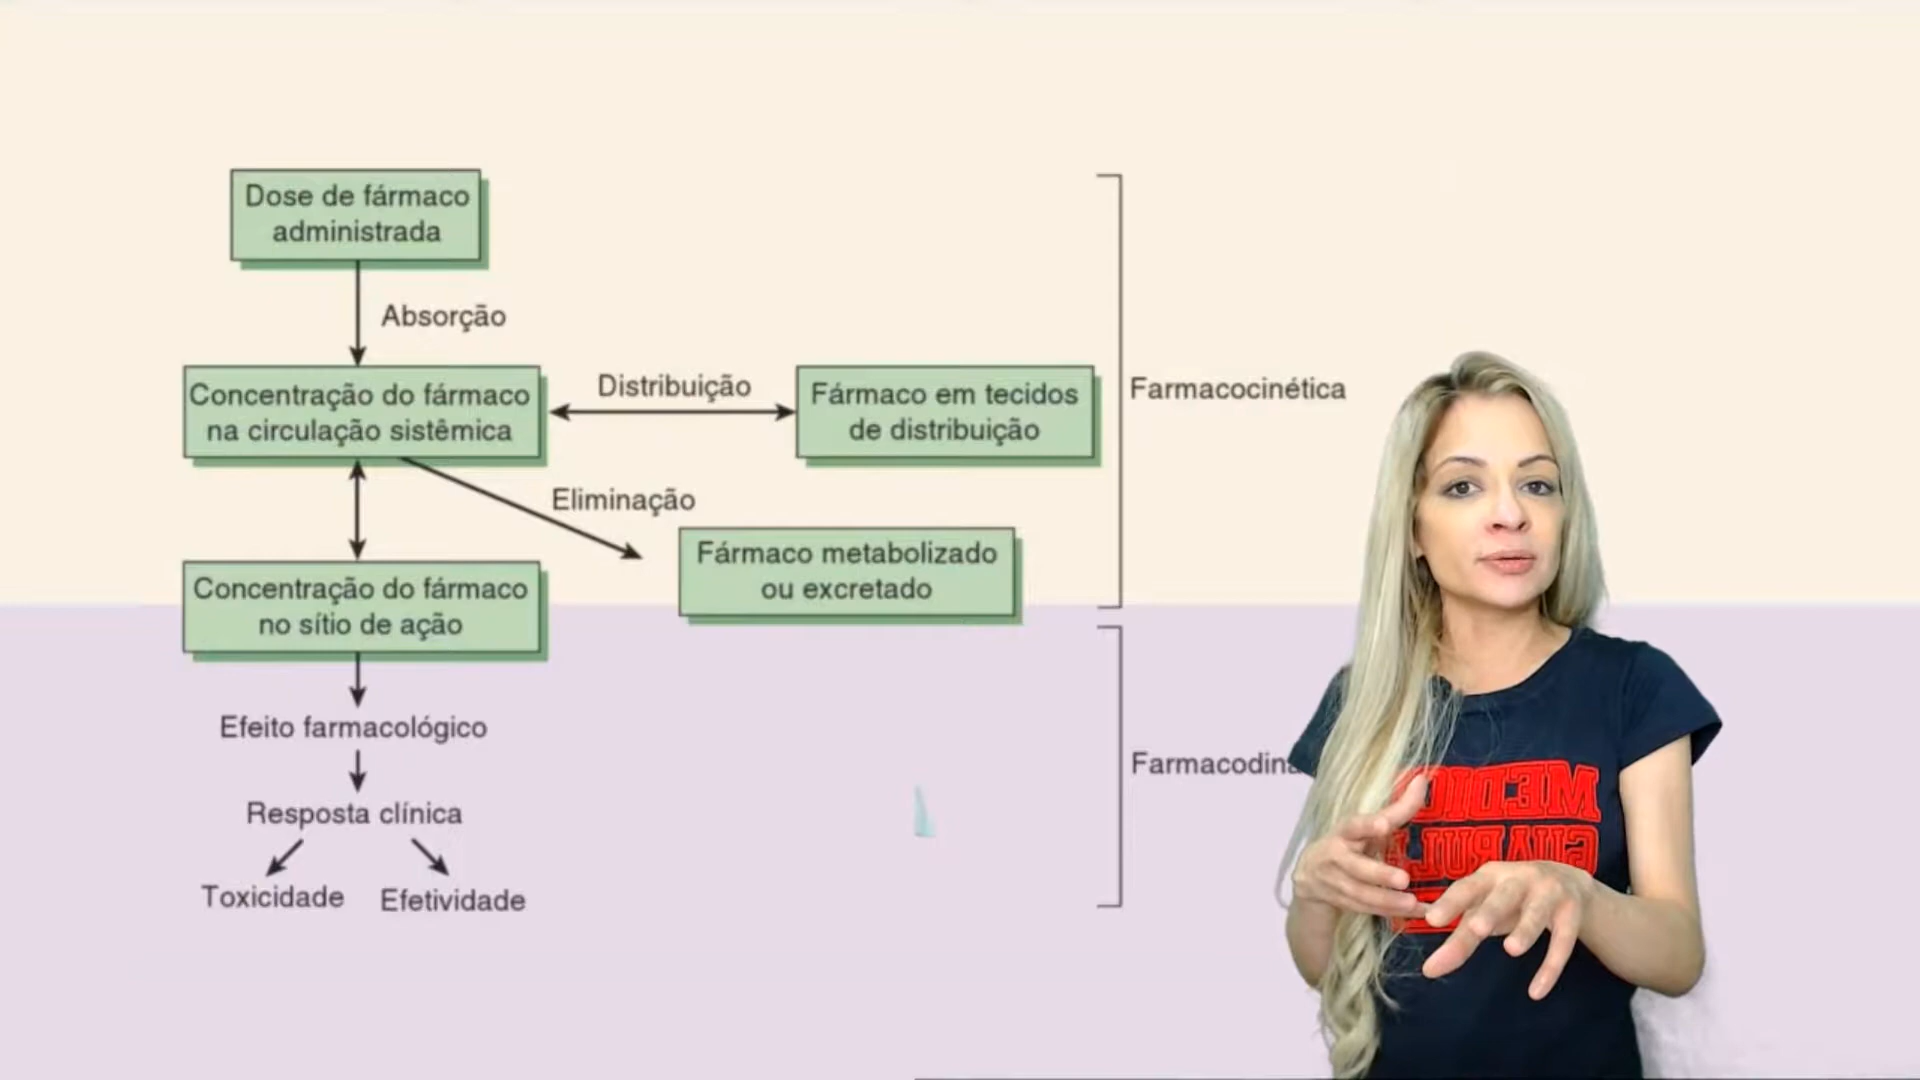 Dose de fármaco
administrada
Absorção
Concentração do fármaco
na circulação sistêmica
Distribuição
Fármaco em tecidos
de distribuição
Farmacocinética
Eliminação
Fármaco metabolizado
ou excretado
Concentração do fármaco
no sítio de ação
Efeito farmacológico
Farmacodina
Resposta clínica
Toxicidade
Efetividade